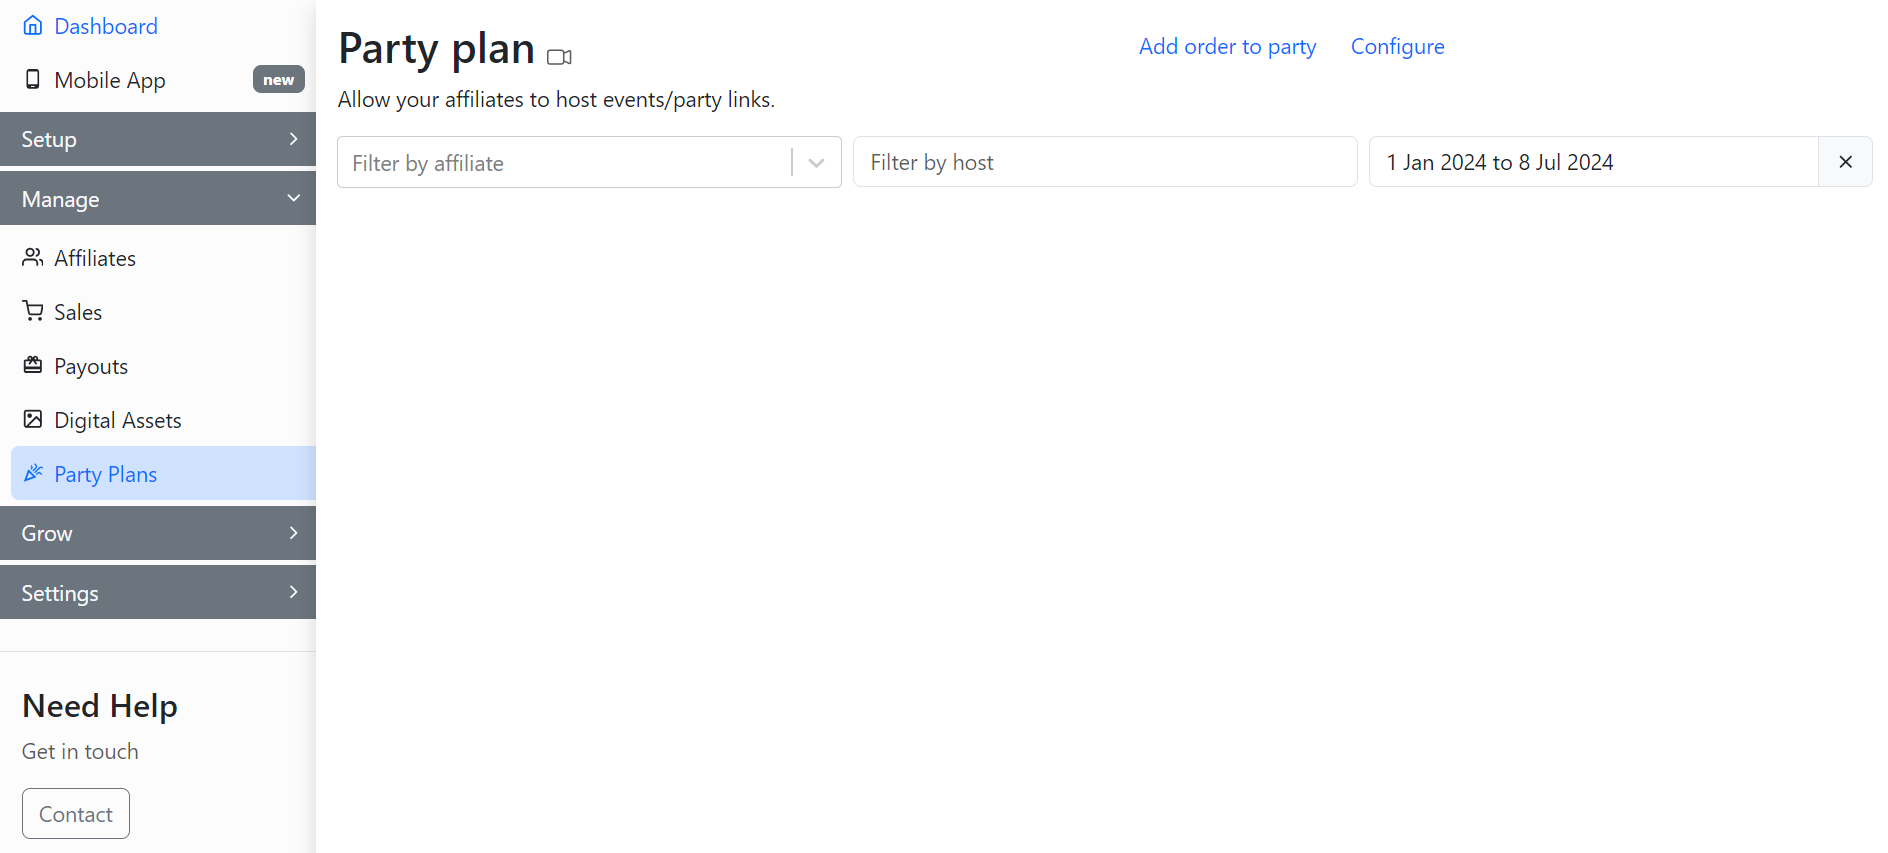 Dashboard
Mobile App new
Setup
Manage
Affiliates
Sales
Payouts
Digital Assets
Party Plans
Grow
Settings
Need Help
Get in touch
Contact
Party plan
Add order to party Configure
Allow your affiliates to host events/party links.
Filter by affiliate Filter by host 1 Jan 2024 to 8 Jul 2024